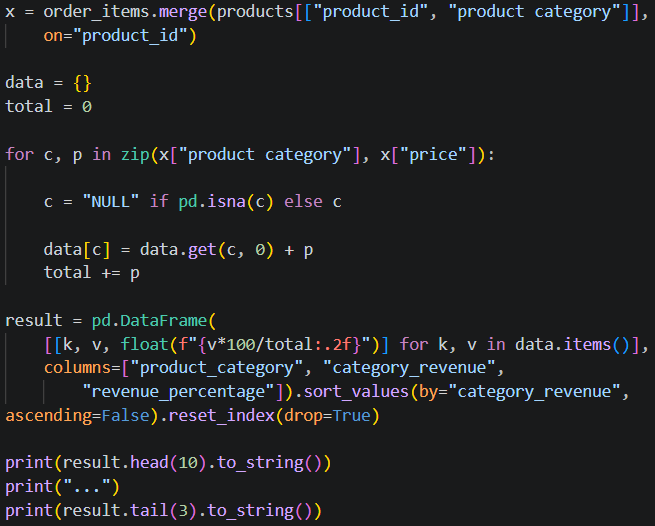 x = order_items.merge(products[["product_id", "product category"]],
    on="product_id")
data = {}
total = 0
for c, p in zip(x["product category"], x["price"]):
    c = "NULL" if pd.isna(c) else c
    data[c] = data.get(c, 0) + p
    total += p
result = pd.DataFrame(
    [[k, v, float(f"{v*100/total:.2f}")] for k, v in data.items()],
    columns=["product_category", "category_revenue",
        "revenue_percentage"]).sort_values(by="category_revenue",
ascending=False).reset_index(drop=True)
print(result.head(10).to_string())
print("...")
print(result.tail(3).to_string())